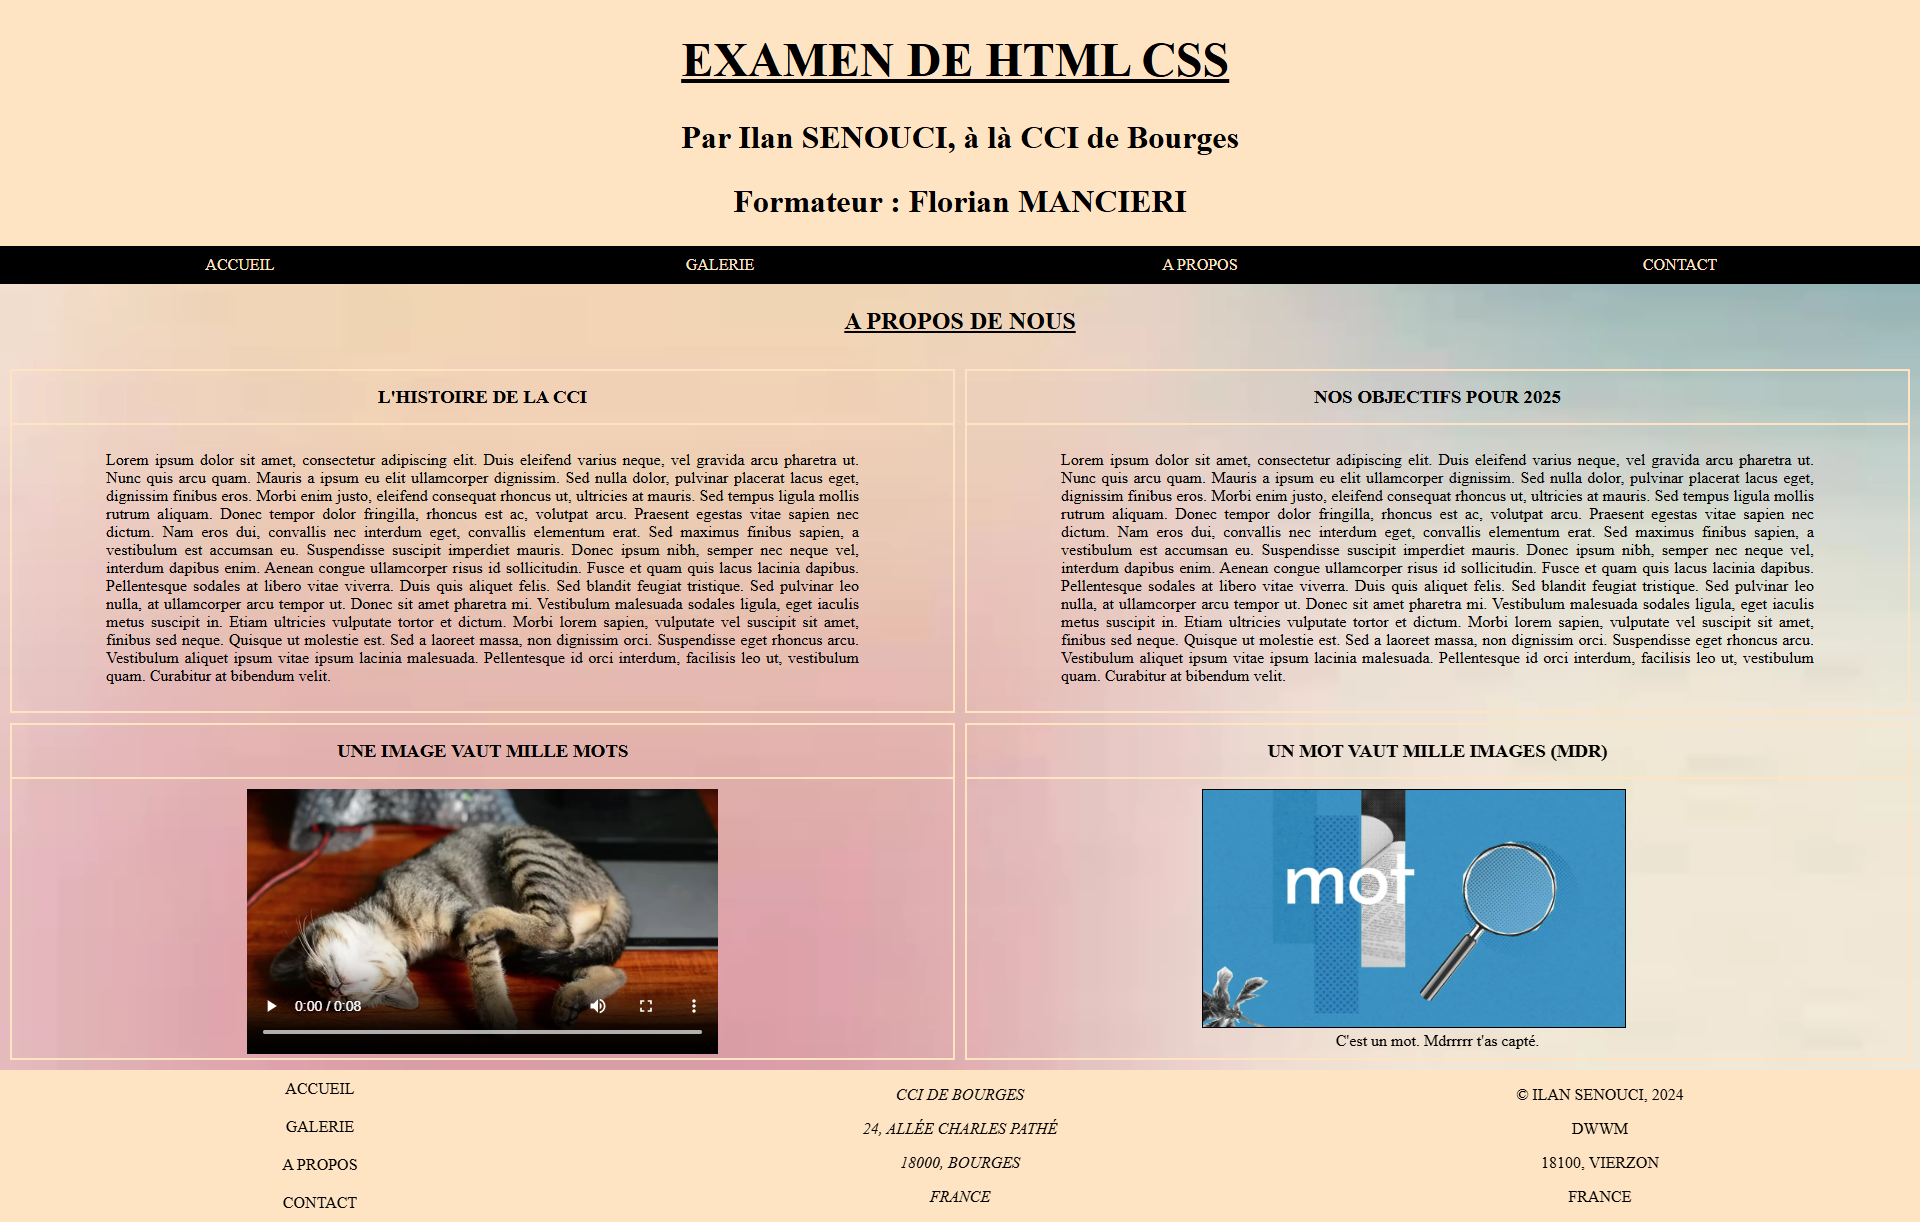 EXAMEN DE HTML CSS
Par Ilan SENOUCI, à là CCI de Bourges
Formateur : Florian MANCIERI
ACCUEIL GALERIE A PROPOS CONTACT
A PROPOS DE NOUS
L'HISTOIRE DE LA CCI
Lorem ipsum dolor sit amet, consectetur adipiscing elit. Duis eleifend varius neque, vel gravida arcu pharetra ut.
Nunc quis arcu quam. Mauris a ipsum eu elit ullamcorper dignissim. Sed nulla dolor, pulvinar placerat lacus eget,
dignissim finibus eros. Morbi enim justo, eleifend consequat rhoncus ut, ultricies at mauris. Sed tempus ligula mollis
rutrum aliquam. Donec tempor dolor fringilla, rhoncus est ac, volutpat arcu. Praesent egestas vitae sapien nec
dictum. Nam eros dui, convallis nec interdum eget, convallis elementum erat. Sed maximus finibus sapien, a
vestibulum est accumsan eu. Suspendisse suscipit imperdiet mauris. Donec ipsum nibh, semper nec neque vel,
interdum dapibus enim. Aenean congue ullamcorper risus id sollicitudin. Fusce et quam quis lacus lacinia dapibus.
Pellentesque sodales at libero vitae viverra. Duis quis aliquet felis. Sed blandit feugiat tristique. Sed pulvinar leo
nulla, at ullamcorper arcu tempor ut. Donec sit amet pharetra mi. Vestibulum malesuada sodales ligula, eget iaculis
metus suscipit in. Etiam ultricies vulputate tortor et dictum. Morbi lorem sapien, vulputate vel suscipit sit amet,
finibus sed neque. Quisque ut molestie est. Sed a laoreet massa, non dignissim orci. Suspendisse eget rhoncus arcu.
Vestibulum aliquet ipsum vitae ipsum lacinia malesuada. Pellentesque id orci interdum, facilisis leo ut, vestibulum
quam. Curabitur at bibendum velit.
NOS OBJECTIFS POUR 2025
Lorem ipsum dolor sit amet, consectetur adipiscing elit. Duis eleifend varius neque, vel gravida arcu pharetra ut.
Nunc quis arcu quam. Mauris a ipsum eu elit ullamcorper dignissim. Sed nulla dolor, pulvinar placerat lacus eget,
dignissim finibus eros. Morbi enim justo, eleifend consequat rhoncus ut, ultricies at mauris. Sed tempus ligula mollis
rutrum aliquam. Donec tempor dolor fringilla, rhoncus est ac, volutpat arcu. Praesent egestas vitae sapien nec
dictum. Nam eros dui, convallis nec interdum eget, convallis elementum erat. Sed maximus finibus sapien, a
vestibulum est accumsan eu. Suspendisse suscipit imperdiet mauris. Donec ipsum nibh, semper nec neque vel,
interdum dapibus enim. Aenean congue ullamcorper risus id sollicitudin. Fusce et quam quis lacus lacinia dapibus.
Pellentesque sodales at libero vitae viverra. Duis quis aliquet felis. Sed blandit feugiat tristique. Sed pulvinar leo
nulla, at ullamcorper arcu tempor ut. Donec sit amet pharetra mi. Vestibulum malesuada sodales ligula, eget iaculis
metus suscipit in. Etiam ultricies vulputate tortor et dictum. Morbi lorem sapien, vulputate vel suscipit sit amet,
finibus sed neque. Quisque ut molestie est. Sed a laoreet massa, non dignissim orci. Suspendisse eget rhoncus arcu.
Vestibulum aliquet ipsum vitae ipsum lacinia malesuada. Pellentesque id orci interdum, facilisis leo ut, vestibulum
quam. Curabitur at bibendum velit.
UNE IMAGE VAUT MILLE MOTS
0:00 / 0:08
UN MOT VAUT MILLE IMAGES (MDR)
mot
C'est un mot. Mdrrrrr t'as capté.
ACCUEIL
GALERIE
A PROPOS
CONTACT
CCI DE BOURGES
24, ALLÉE CHARLES PATHÉ
18000, BOURGES
FRANCE
© ILAN SENOUCI, 2024
DWWM
18100, VIERZON
FRANCE